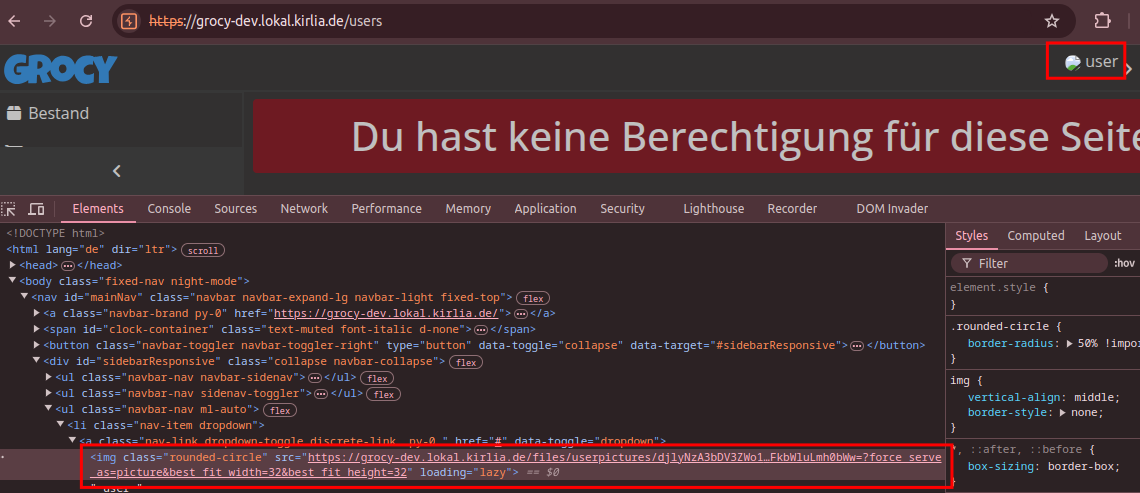 https://grocy-dev.lokal.kirlia.de/users
GROCY
user
Bestand
Du hast keine Berechtigung für diese Seite
Elements Console Sources Network Performance Memory Application Security Lighthouse Recorder DOM Invader
<!DOCTYPE html>
<html lang="de" dir="ltr"> scroll
<head> </head>
<body class="fixed-nav night-mode">
<nav id="mainNav" class="navbar navbar-expand-lg navbar-light fixed-top"> flex
<a class="navbar-brand py-0" href="https://grocy-dev.lokal.kirlia.de/"> </a>
<span id="clock-container" class="text-muted font-italic d-none"> </span>
<button class="navbar-toggler navbar-toggler-right" type="button" data-toggle="collapse" data-target="#sidebarResponsive"> </button>
<div id="sidebarResponsive" class="collapse navbar-collapse"> flex
<ul class="navbar-nav navbar-sidenav"> </ul> flex
<ul class="navbar-nav sidenav-toggler"> </ul> flex
<ul class="navbar-nav ml-auto"> flex
<li class="nav-item dropdown">
<a class="nav-link dropdown-toggle discrete-link py-0 " href="#" data-toggle="dropdown">
<img class="rounded-circle" src="https://grocy-dev.lokal.kirlia.de/files/userpictures/djlyNzA3bDV3ZWo1…FkbWluLmh0bWw=?force_serve
_as=picture&best_fit_width=32&best_fit_height=32" loading="lazy"> == $0
" user "
Styles Computed Layout
Filter :hov
element.style {
}
.rounded-circle {
border-radius: 50% !impor
}
img {
vertical-align: middle;
border-style: none;
}
*, ::after, ::before {
box-sizing: border-box;
}